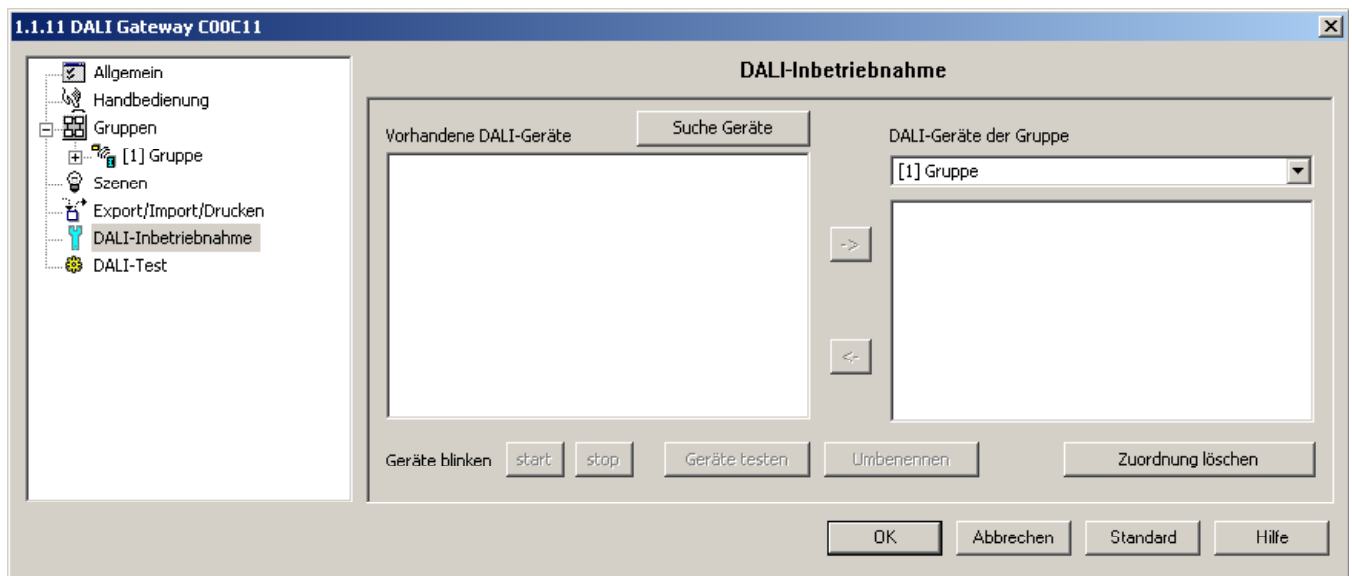 1.1.11 DALI Gateway C00C11
Allgemein
Handbedienung
Gruppen
[1] Gruppe
Szenen
Export/Import/Drucken
DALI-Inbetriebnahme
DALI-Test
DALI-Inbetriebnahme
Vorhandene DALI-Geräte
Suche Geräte
DALI-Geräte der Gruppe
[1] Gruppe
->
<-
Geräte blinken start stop Geräte testen Umbenennen Zuordnung löschen
OK Abbrechen Standard Hilfe